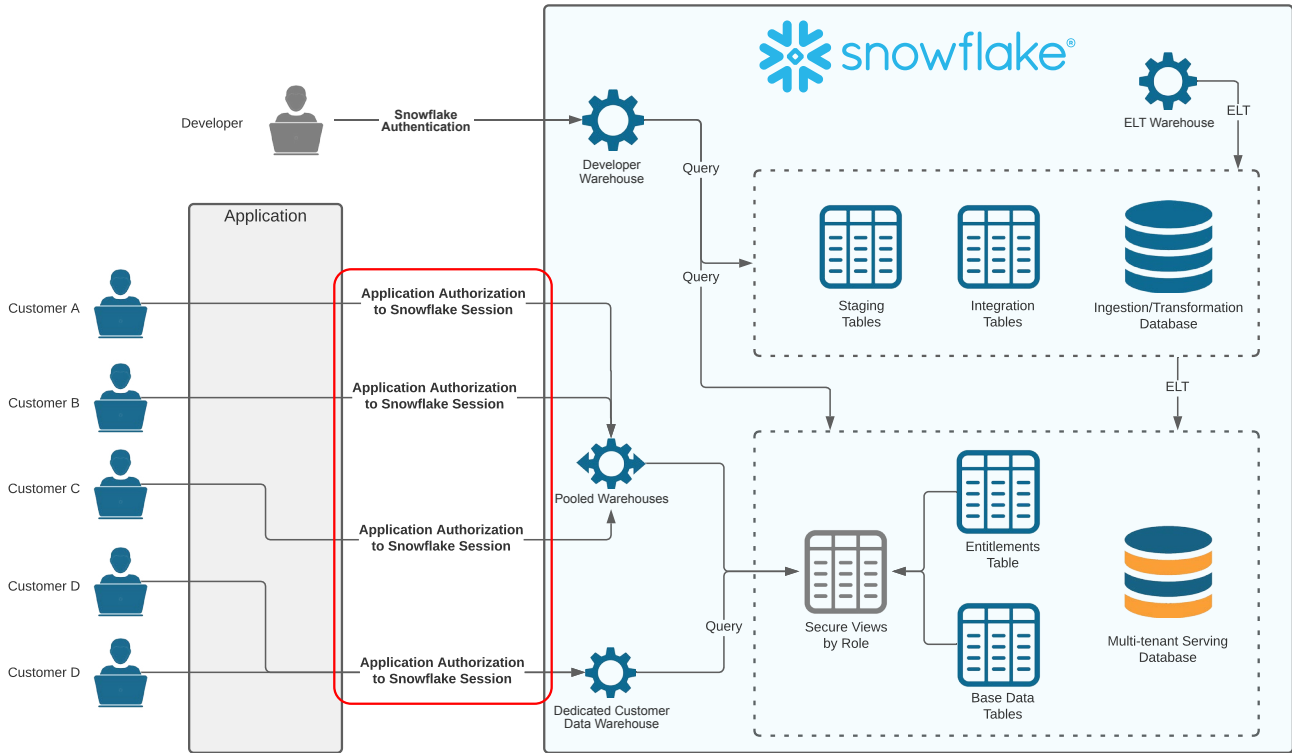 snowflake®
ELT Warehouse
ELT
Developer
Snowflake
Authentication
Developer
Warehouse
Query
Application
Query
Staging
Tables
Integration
Tables
Ingestion/Transformation
Database
Customer A
Application Authorization
to Snowflake Session
ELT
Customer B
Application Authorization
to Snowflake Session
Customer C
Pooled Warehouses
Application Authorization
to Snowflake Session
Entitlements
Table
Customer D
Query
Secure Views
by Role
Multi-tenant Serving
Database
Customer D
Application Authorization
to Snowflake Session
Dedicated Customer
Data Warehouse
Base Data
Tables